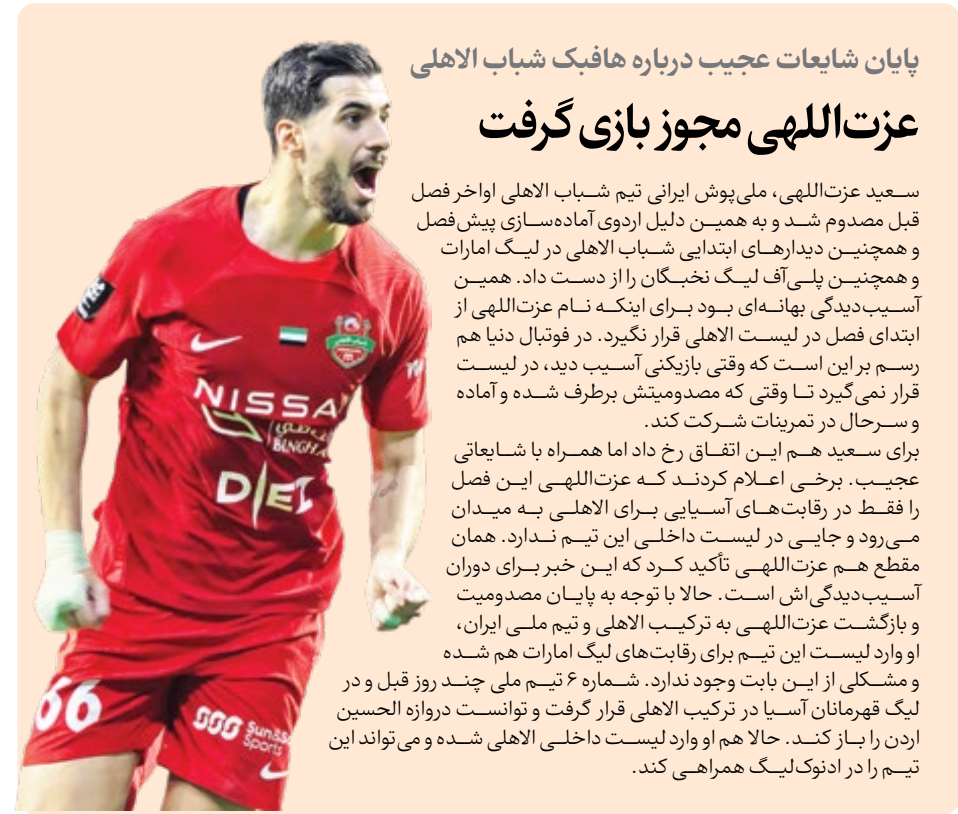 پایان شایعات عجیب درباره هافبک شباب الاهلی
عزت‌اللهی مجوز بازی گرفت
سعید عزت‌اللهی، ملی‌پوش ایرانی تیم شباب الاهلی اواخر فصل
قبل مصدوم شد و به همین دلیل اردوی آماده‌سازی پیش‌فصل
و همچنین دیدارهای ابتدایی شباب الاهلی در لیگ امارات
و همچنین پلی‌آف لیگ نخبگان را از دست داد. همین
آسیب‌دیدگی بهانه‌ای بود برای اینکه نام عزت‌اللهی از
ابتدای فصل در لیست الاهلی قرار نگیرد. در فوتبال دنیا هم
رسم بر این است که وقتی بازیکنی آسیب دید، در لیست
قرار نمی‌گیرد تا وقتی که مصدومیتش برطرف شده و آماده
و سرحال در تمرینات شرکت کند.
برای سعید هم این اتفاق رخ داد اما همراه با شایعاتی
عجیب. برخی اعلام کردند که عزت‌اللهی این فصل
را فقط در رقابت‌های آسیایی برای الاهلی به میدان
می‌رود و جایی در لیست داخلی این تیم ندارد. همان
مقطع هم عزت‌اللهی تأکید کرد که این خبر برای دوران
آسیب‌دیدگی‌اش است. حالا با توجه به پایان مصدومیت
و بازگشت عزت‌اللهی به ترکیب الاهلی و تیم ملی ایران،
او وارد لیست این تیم برای رقابت‌های لیگ امارات هم شده
و مشکلی از این بابت وجود ندارد. شماره ۶ تیم ملی چند روز قبل و در
لیگ قهرمانان آسیا در ترکیب الاهلی قرار گرفت و توانست دروازه الحسین
اردن را باز کند. حالا هم او وارد لیست داخلی الاهلی شده و می‌تواند این
تیم را در ادنوک‌لیگ همراهی کند.
NISSA
DIEZ
66
Sports